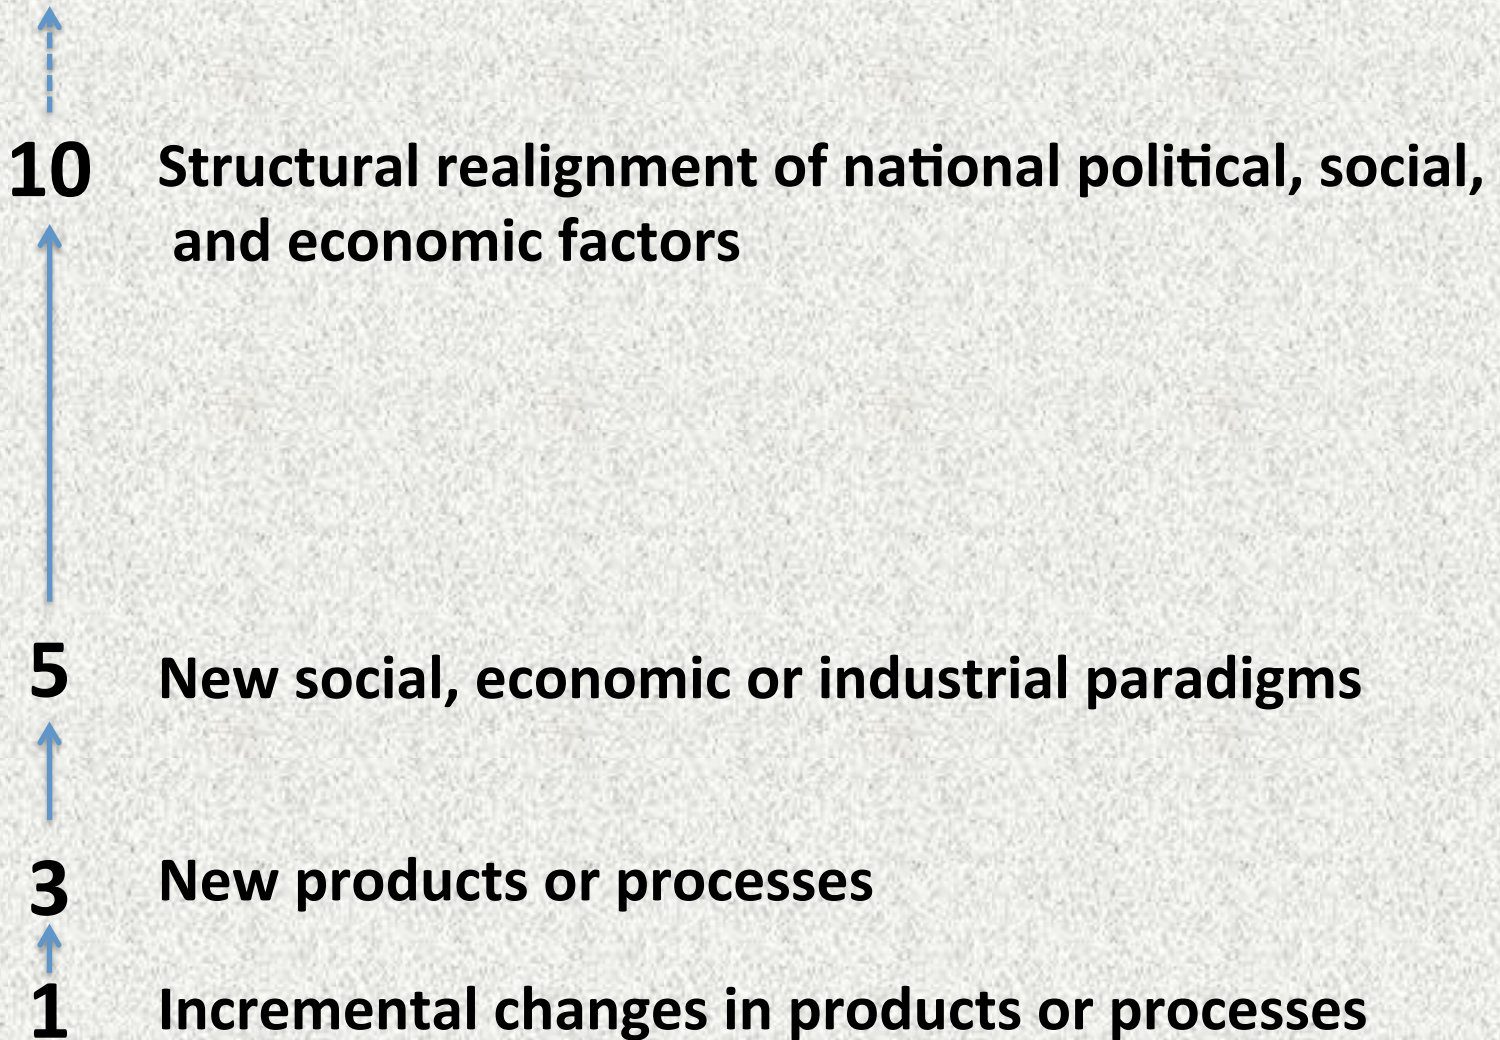 10 Structural realignment of national political, social,
and economic factors
5 New social, economic or industrial paradigms
3 New products or processes
1 Incremental changes in products or processes